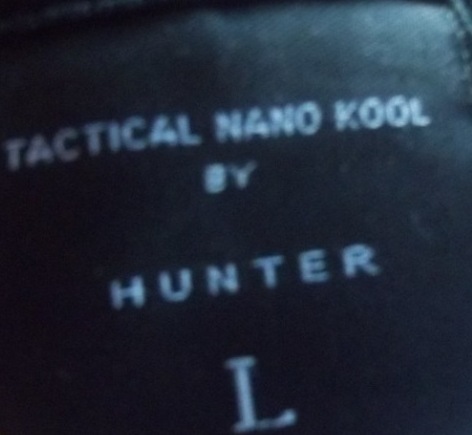 TACTICAL NANO KOOL
BY
HUNTER
L